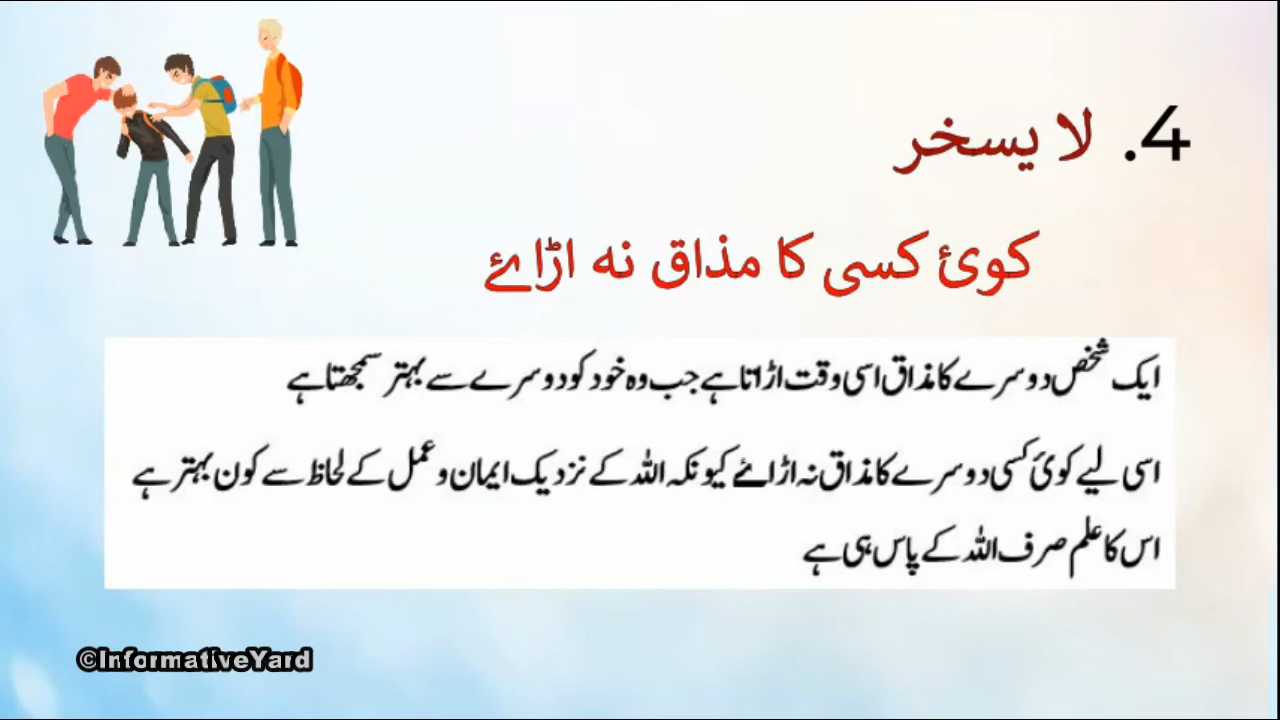 4. لا یسخر
کوئ کسی کا مذاق نہ اڑاۓ
ایک شخص دوسرے کا مذاق اسی وقت اڑاتا ہے جب وہ خود کو دوسرے سے بہتر سمجھتا ہے
اسی لیے کوئ کسی دوسرے کا مذاق نہ اڑاۓ کیونکہ اللہ کے نزدیک ایمان و عمل کے لحاظ سے کون بہتر ہے
اس کا علم صرف اللہ کے پاس ہی ہے
©InformativeYard